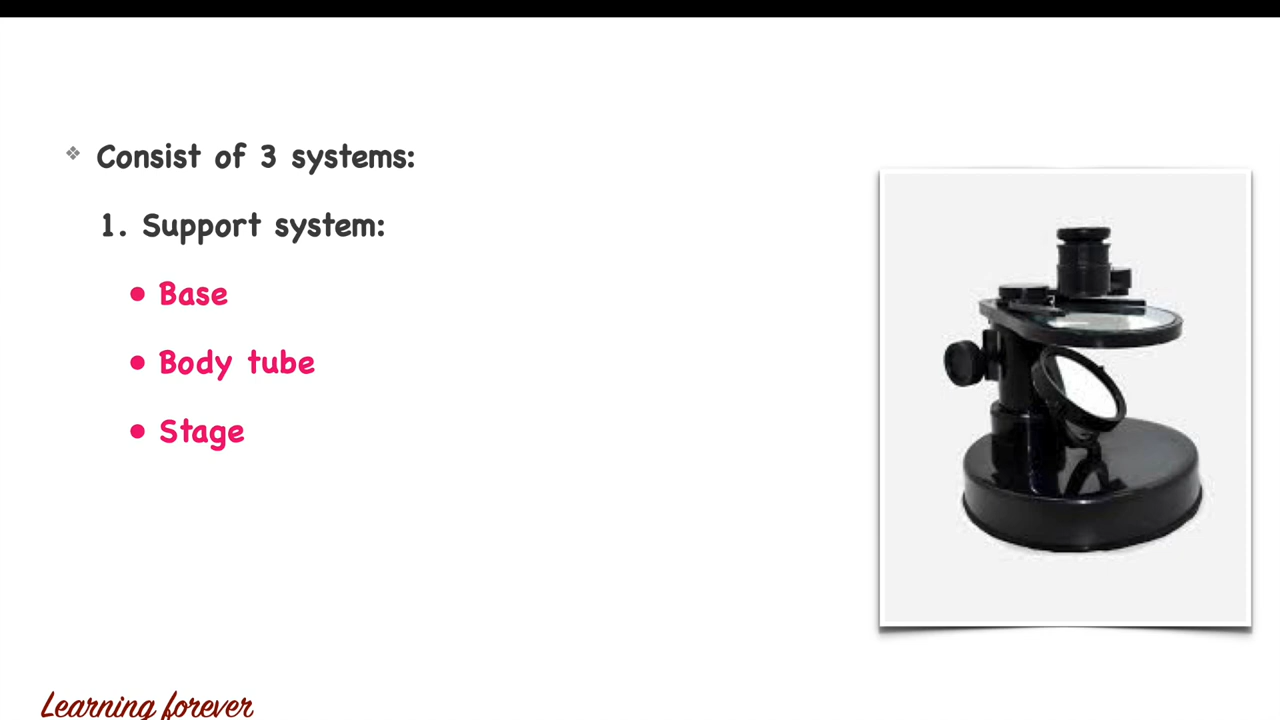 ❖ Consist of 3 systems:
1. Support system:
• Base
• Body tube
• Stage
Learning forever